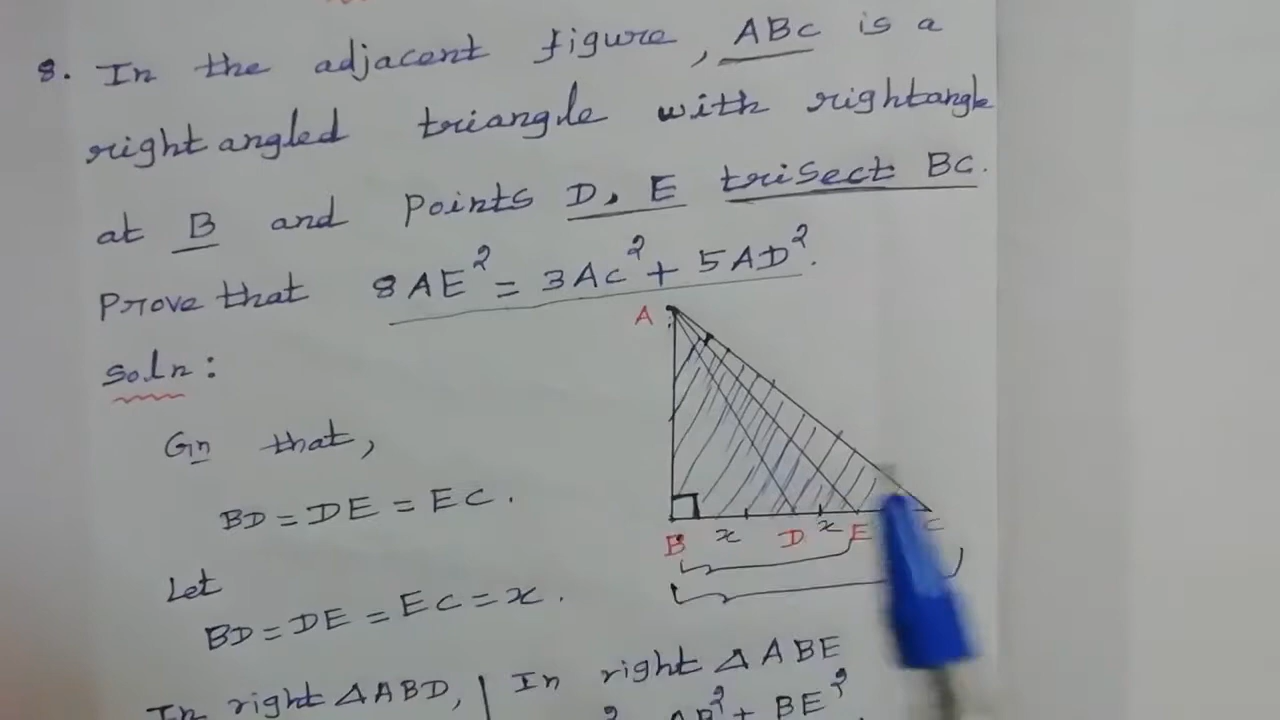 8. In the adjacent figure, ABC is a
right angled triangle with rightangle
at B and points D, E trisect BC.
Prove that 8AE² = 3AC² + 5AD².
Soln:
Gn that,
BD = DE = EC.
Let
BD = DE = EC = x.
In right ΔABD,
In right ΔABE
AB² + BE²
A
B x D x E C